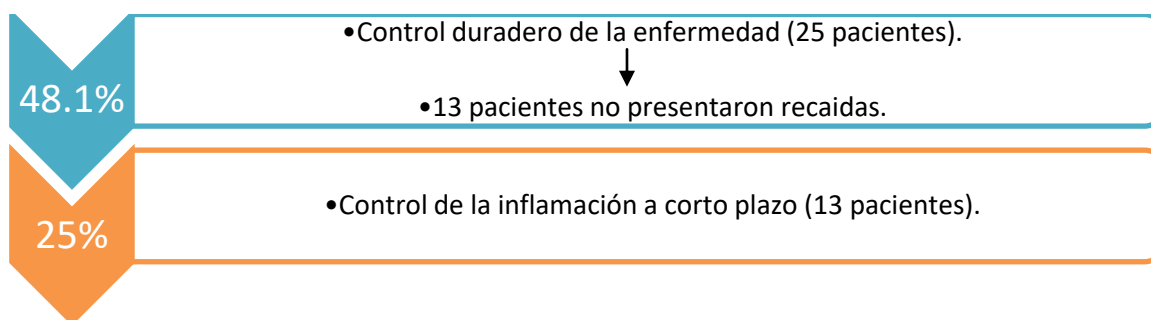 48.1%
•Control duradero de la enfermedad (25 pacientes).
•13 pacientes no presentaron recaidas.
25%
•Control de la inflamación a corto plazo (13 pacientes).